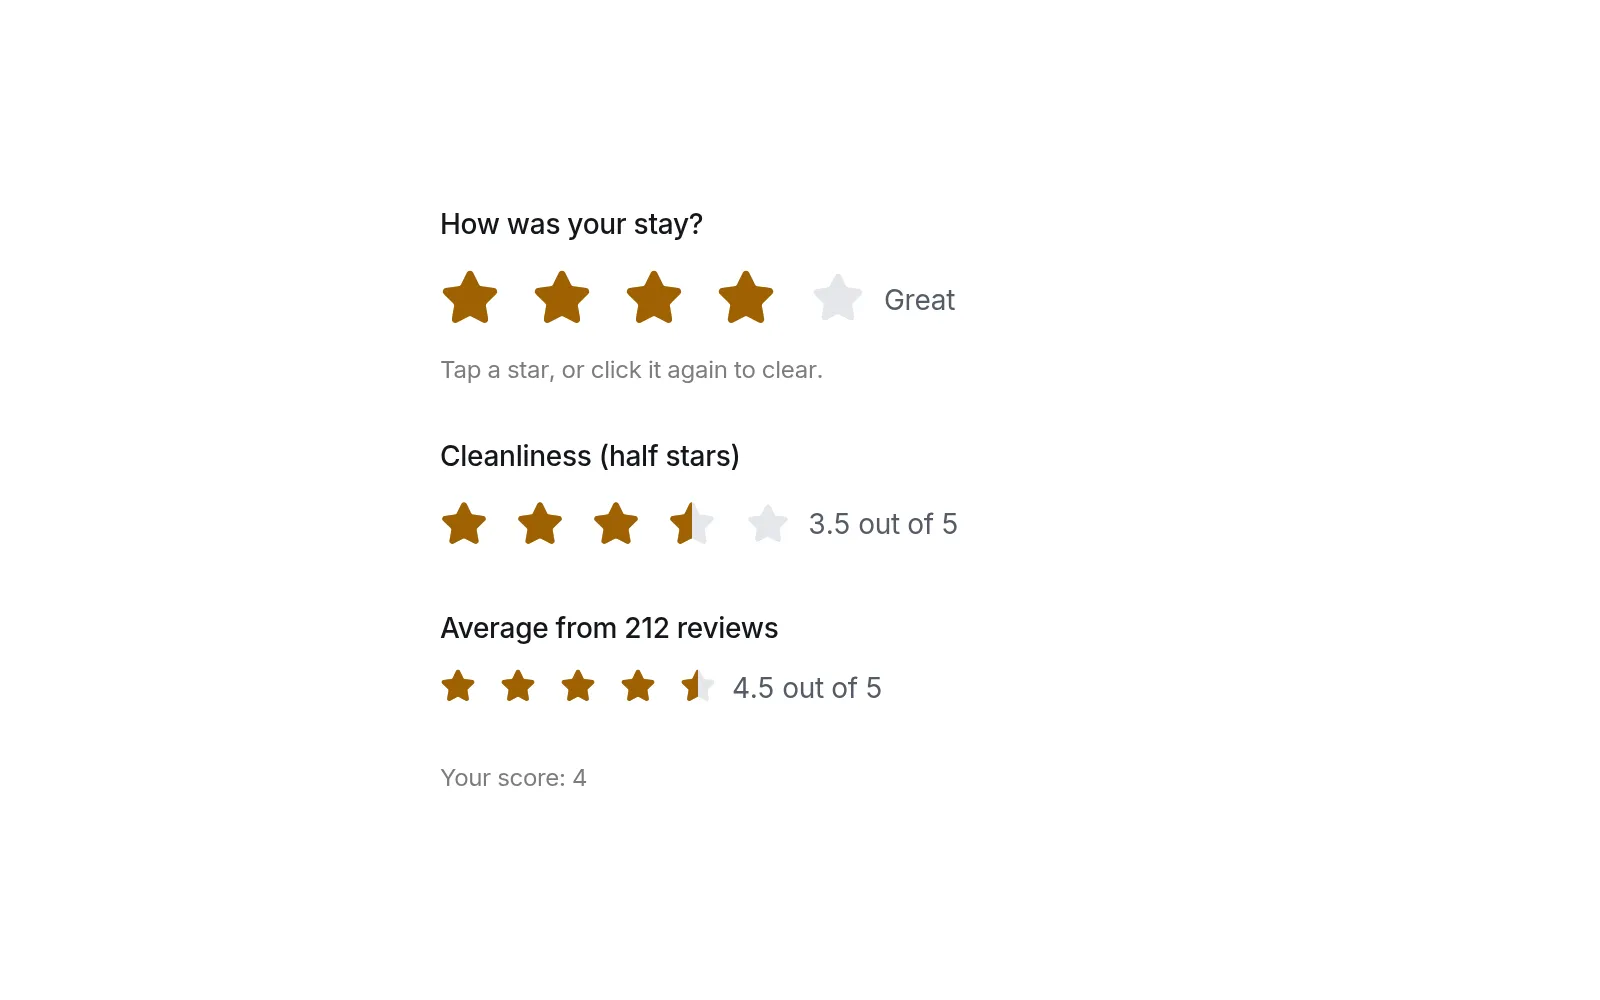 How was your stay?
Great
Tap a star, or click it again to clear.
Cleanliness (half stars)
3.5 out of 5
Average from 212 reviews
4.5 out of 5
Your score: 4